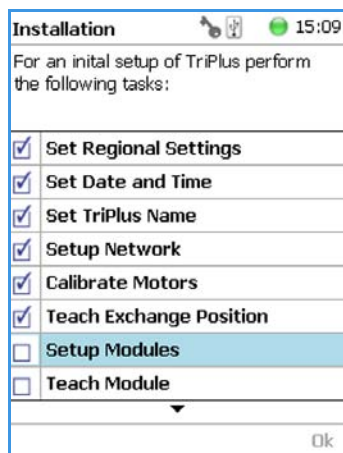 Installation 15:09
For an inital setup of TriPlus perform
the following tasks:
Set Regional Settings
Set Date and Time
Set TriPlus Name
Setup Network
Calibrate Motors
Teach Exchange Position
Setup Modules
Teach Module
Ok